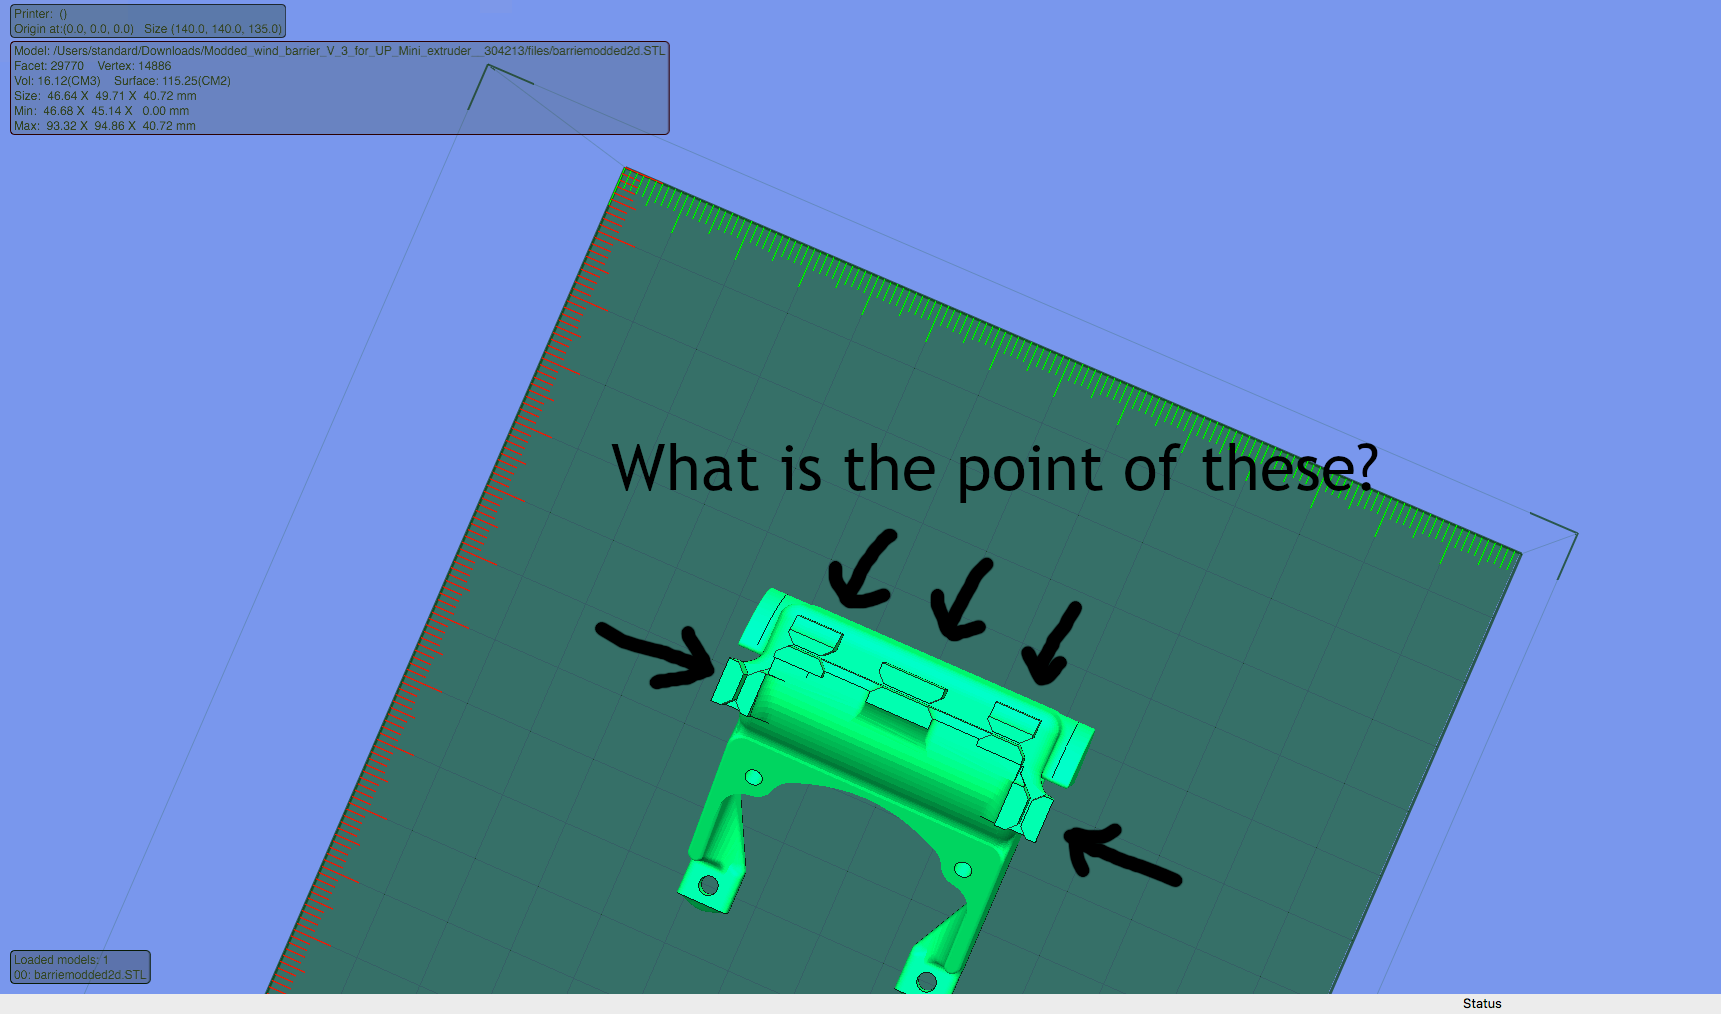 Printer:  ()
Origin at:(0.0, 0.0, 0.0)   Size (140.0, 140.0, 135.0)
Model: /Users/standard/Downloads/Modded_wind_barrier_V_3_for_UP_Mini_extruder__304213/files/barriemodded2d.STL
Facet: 29770    Vertex: 14886
Vol: 16.12(CM3)    Surface: 115.25(CM2)
Size:  46.64 X  49.71 X  40.72 mm
Min:  46.68 X  45.14 X   0.00 mm
Max:  93.32 X  94.86 X  40.72 mm
What is the point of these?
Loaded models: 1
00: barriemodded2d.STL
Status